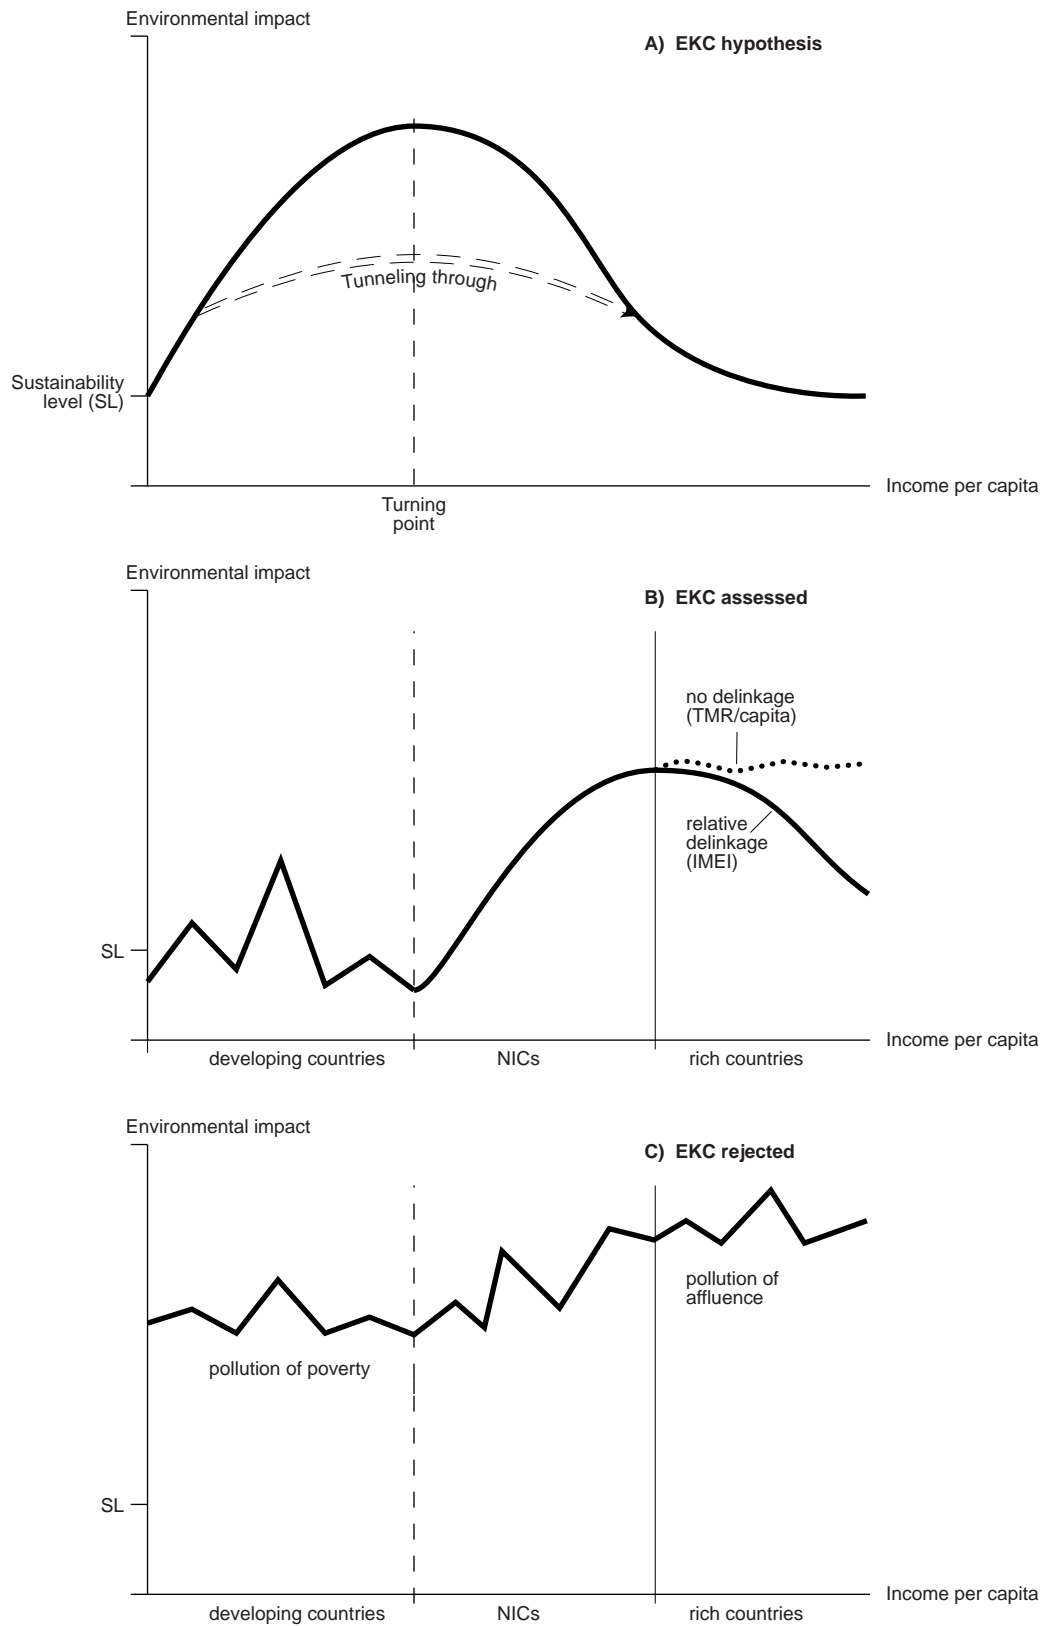 Environmental impact
A) EKC hypothesis
Tunneling through
Sustainability
level (SL)
Income per capita
Turning
point
Environmental impact
B) EKC assessed
no delinkage
(TMR/capita)
relative
delinkage
(IMEI)
SL
Income per capita
developing countries
NICs
rich countries
Environmental impact
C) EKC rejected
pollution of
affluence
pollution of poverty
SL
Income per capita
developing countries
NICs
rich countries